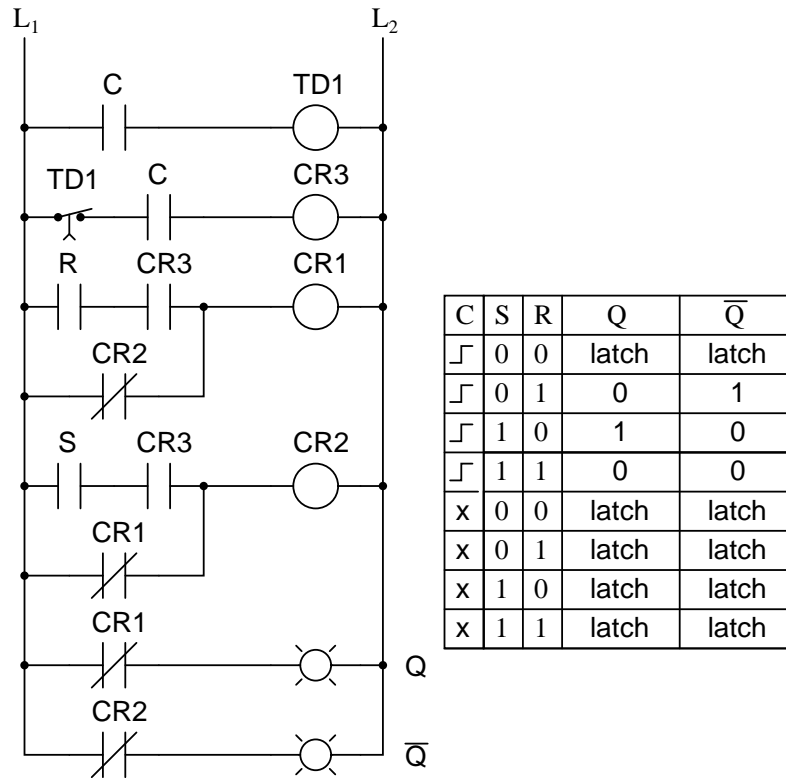 L₁ L₂
C TD1
TD1 C CR3
R CR3 CR1
CR2
S CR3 CR2
CR1
CR1
Q
CR2
Q̅
C S R Q Q̅
0 0 latch latch
0 1 0 1
1 0 1 0
1 1 0 0
x 0 0 latch latch
x 0 1 latch latch
x 1 0 latch latch
x 1 1 latch latch